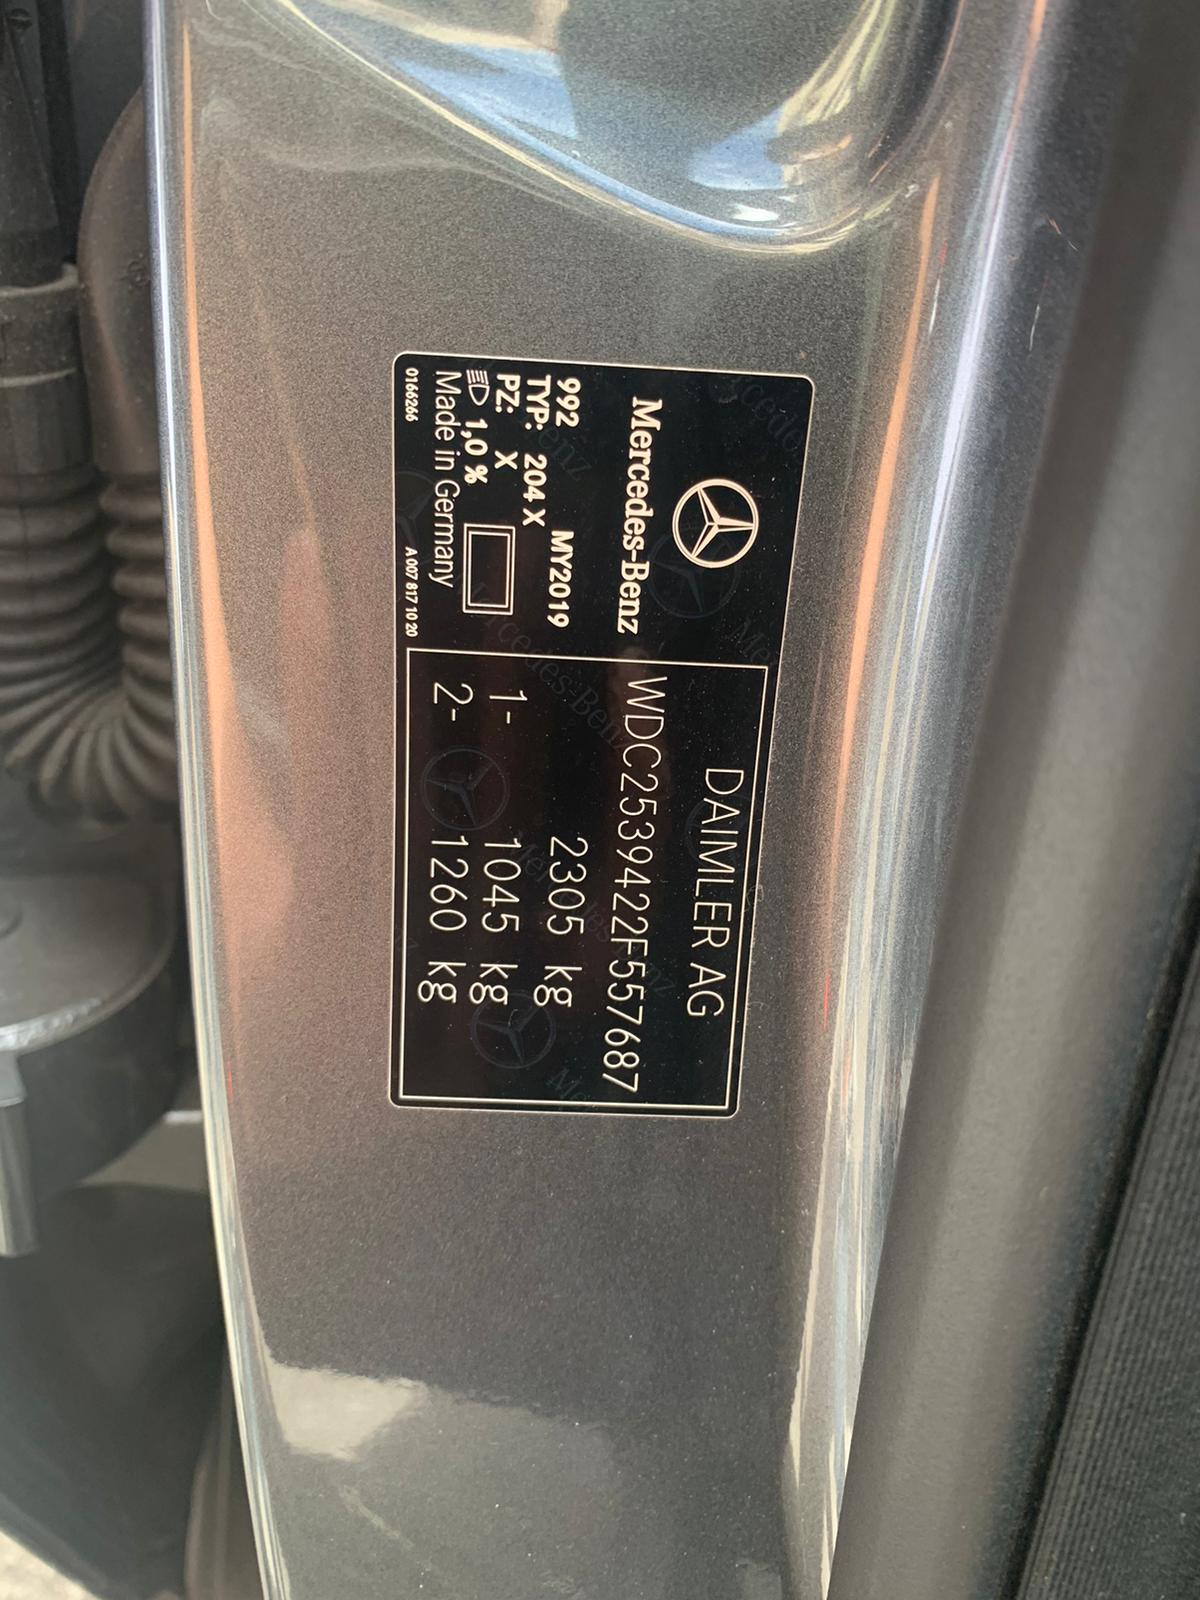 Mercedes-Benz
992 MY2019
TYP: 204 X
PZ: X
1,0 %
Made in Germany
0166266 A 007 817 10 20
DAIMLER AG
WDC2539422F557687
2305 kg
1- 1045 kg
2- 1260 kg